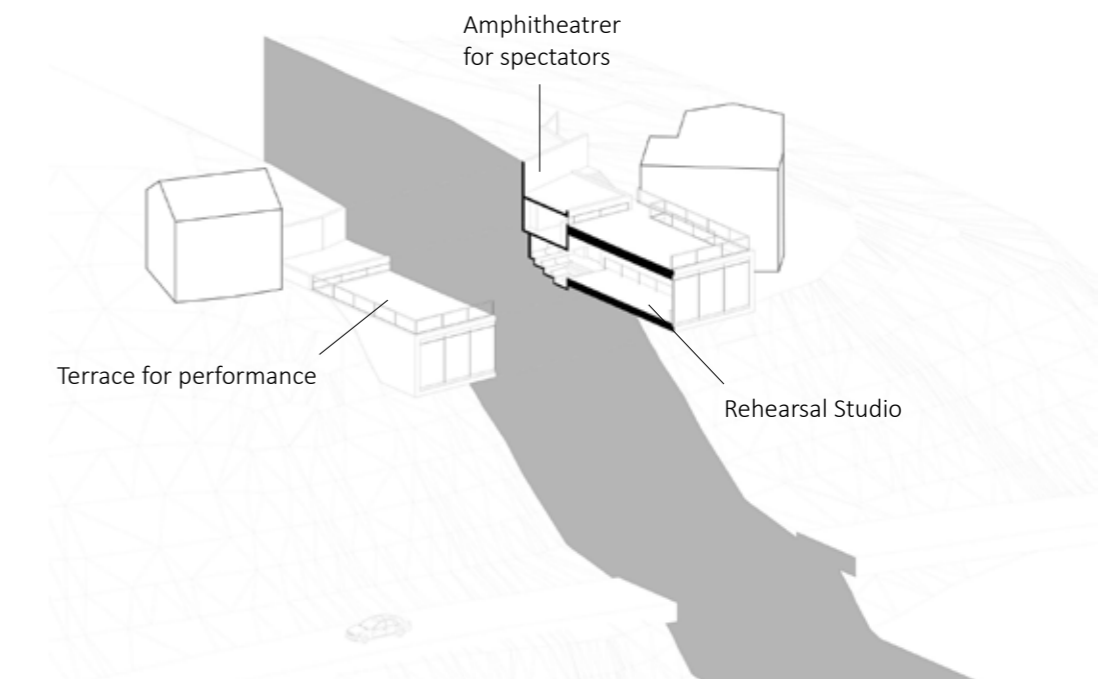 Amphitheatrer
for spectators
Terrace for performance
Rehearsal Studio